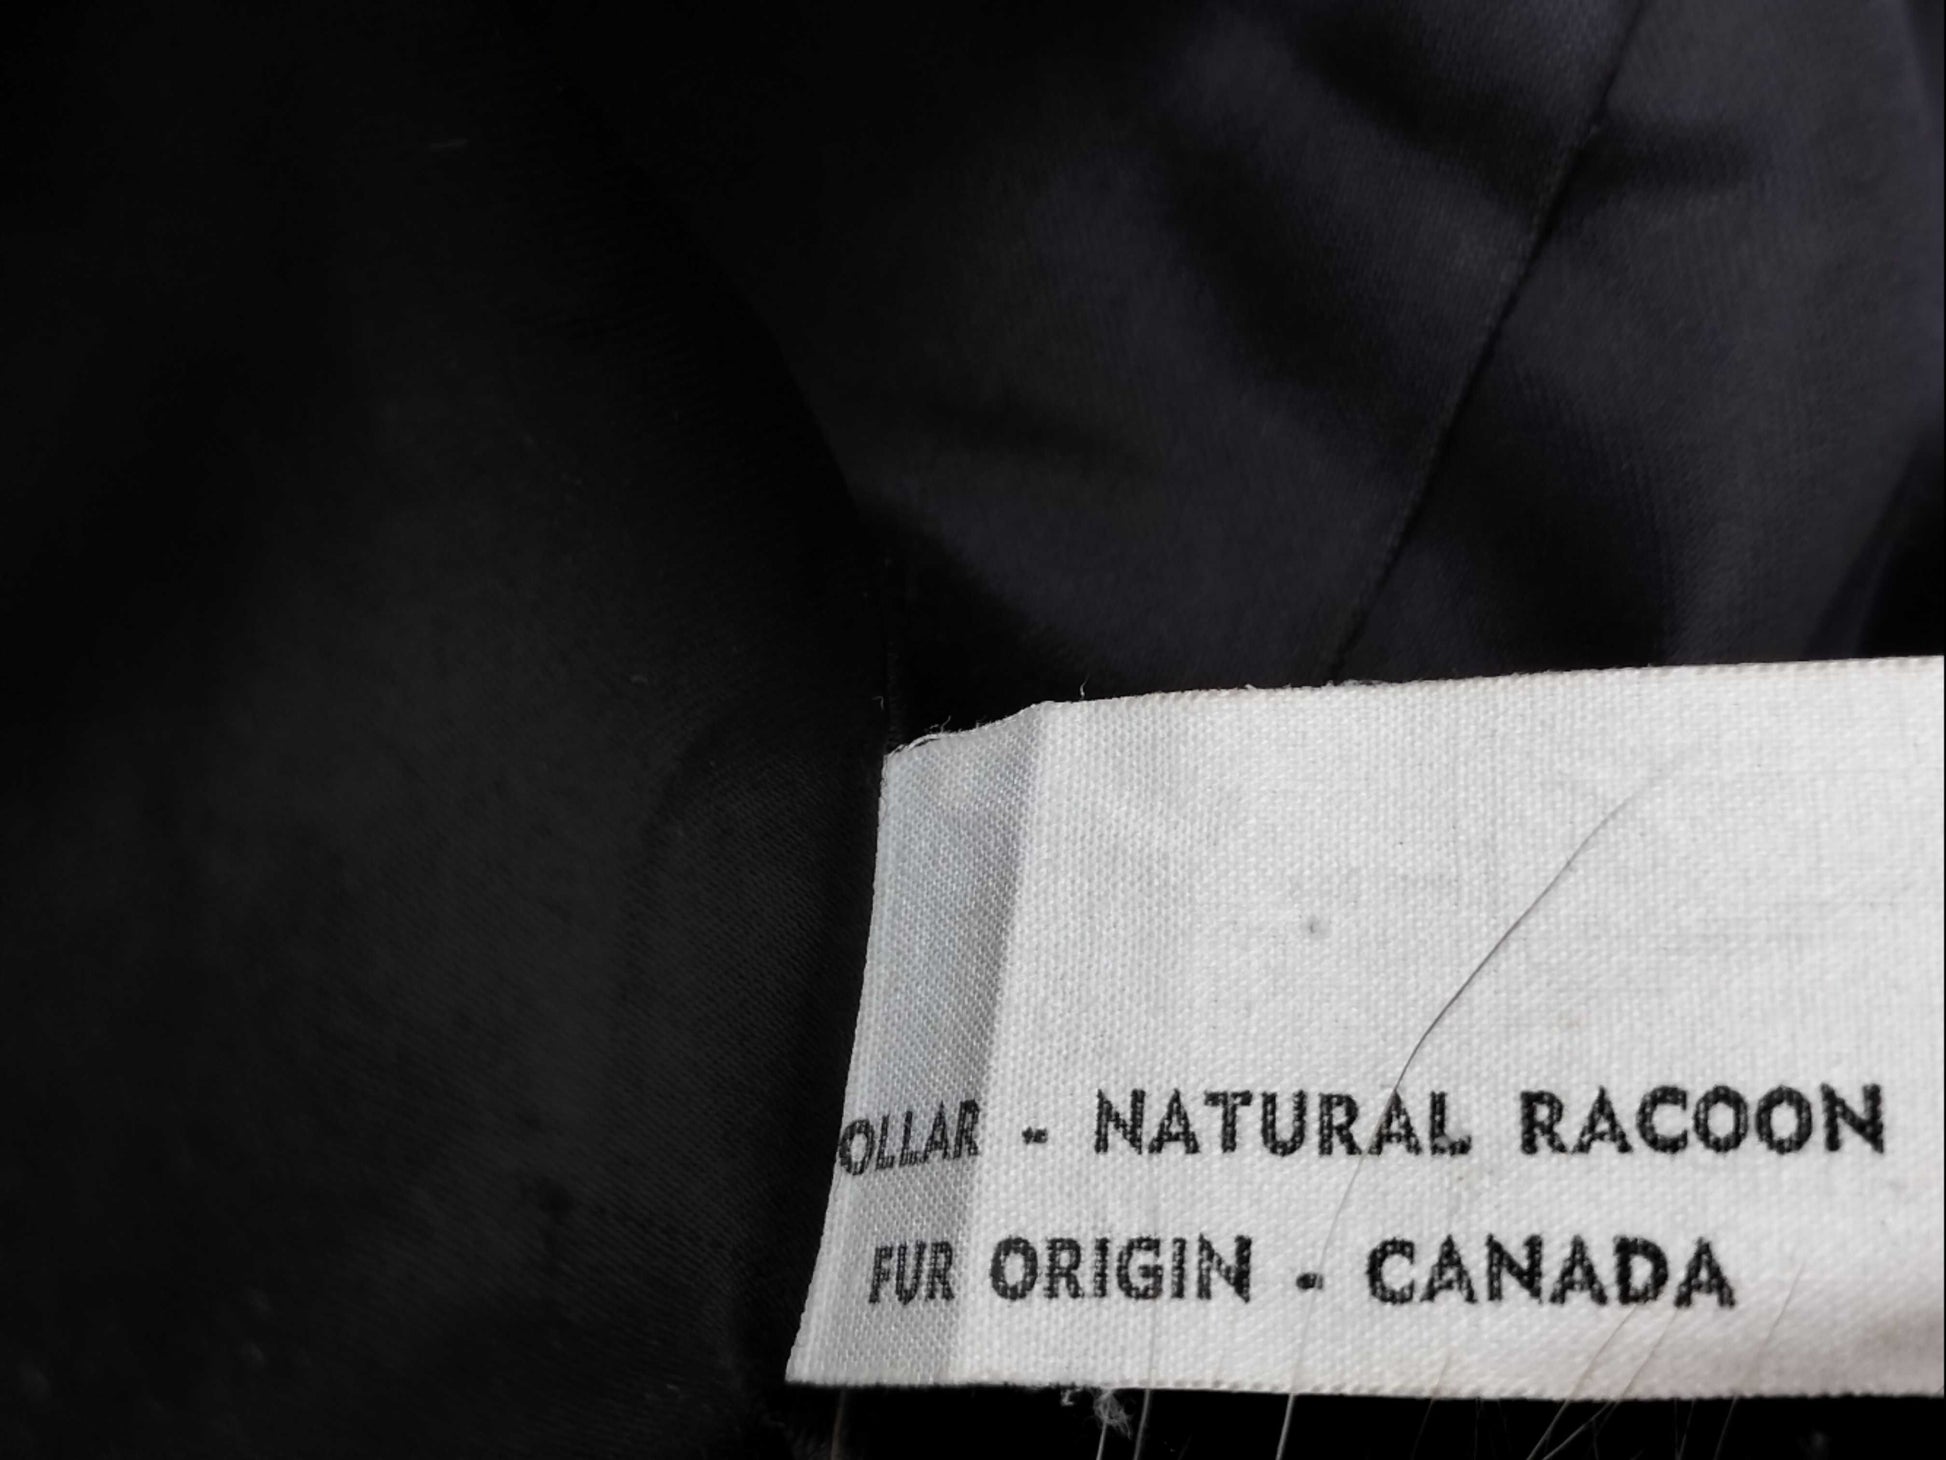 OLLAR - NATURAL RACOON
FUR ORIGIN - CANADA